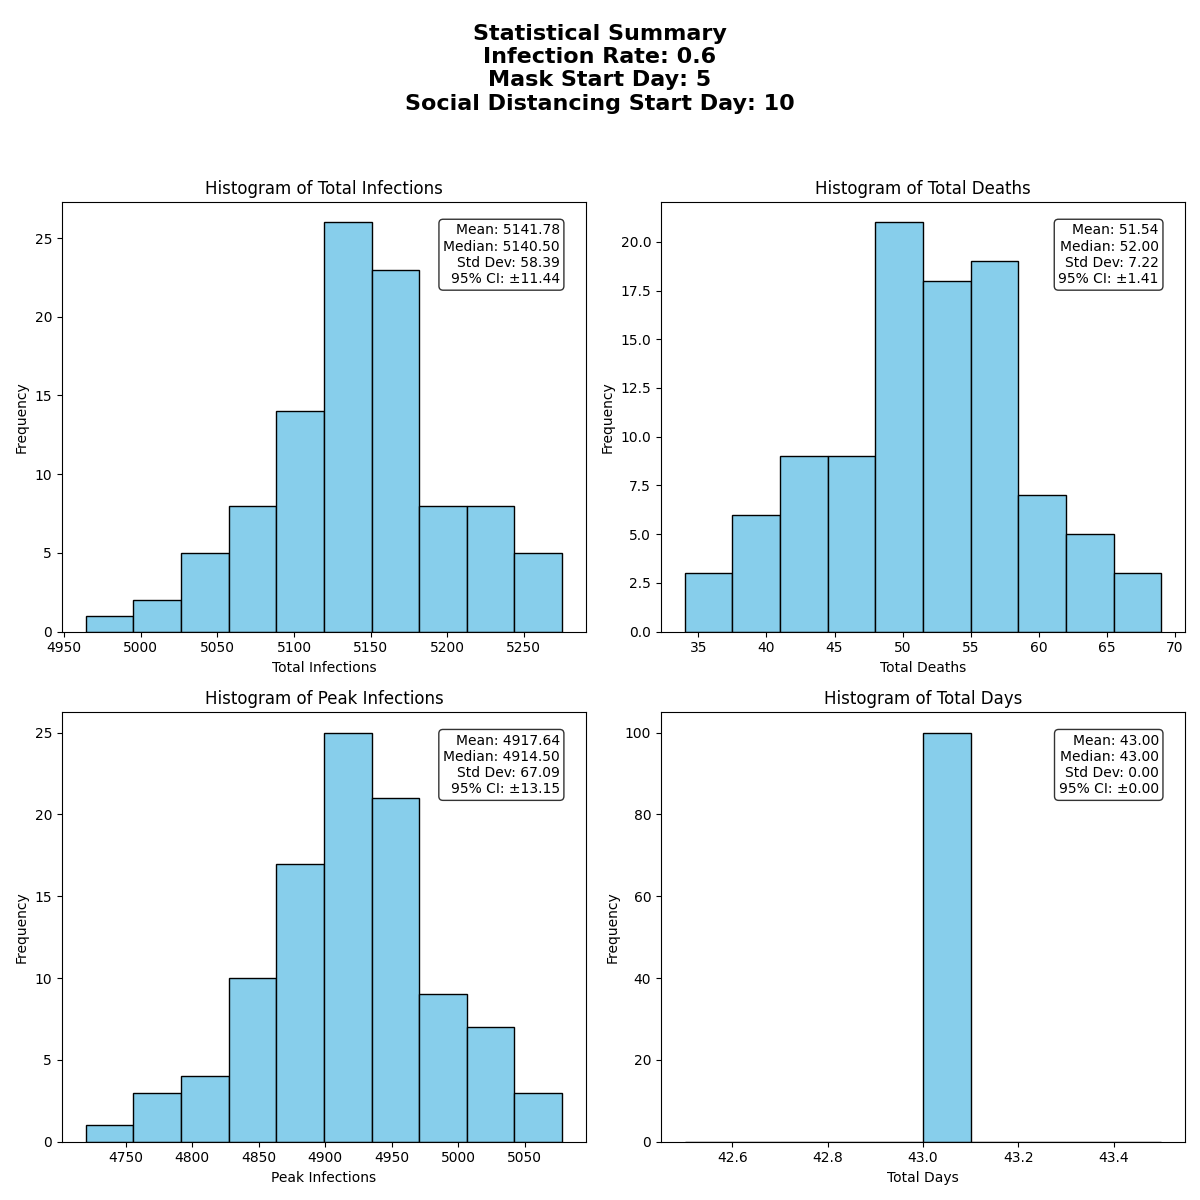 Statistical Summary
Infection Rate: 0.6
Mask Start Day: 5
Social Distancing Start Day: 10
Histogram of Total Infections
Mean: 5141.78
Median: 5140.50
Std Dev: 58.39
95% CI: ±11.44
Frequency
25
20
15
10
5
0
4950 5000 5050 5100 5150 5200 5250
Total Infections
Histogram of Total Deaths
Mean: 51.54
Median: 52.00
Std Dev: 7.22
95% CI: ±1.41
Frequency
20.0
17.5
15.0
12.5
10.0
7.5
5.0
2.5
0.0
35 40 45 50 55 60 65 70
Total Deaths
Histogram of Peak Infections
Mean: 4917.64
Median: 4914.50
Std Dev: 67.09
95% CI: ±13.15
Frequency
25
20
15
10
5
0
4750 4800 4850 4900 4950 5000 5050
Peak Infections
Histogram of Total Days
Mean: 43.00
Median: 43.00
Std Dev: 0.00
95% CI: ±0.00
Frequency
100
80
60
40
20
0
42.6 42.8 43.0 43.2 43.4
Total Days